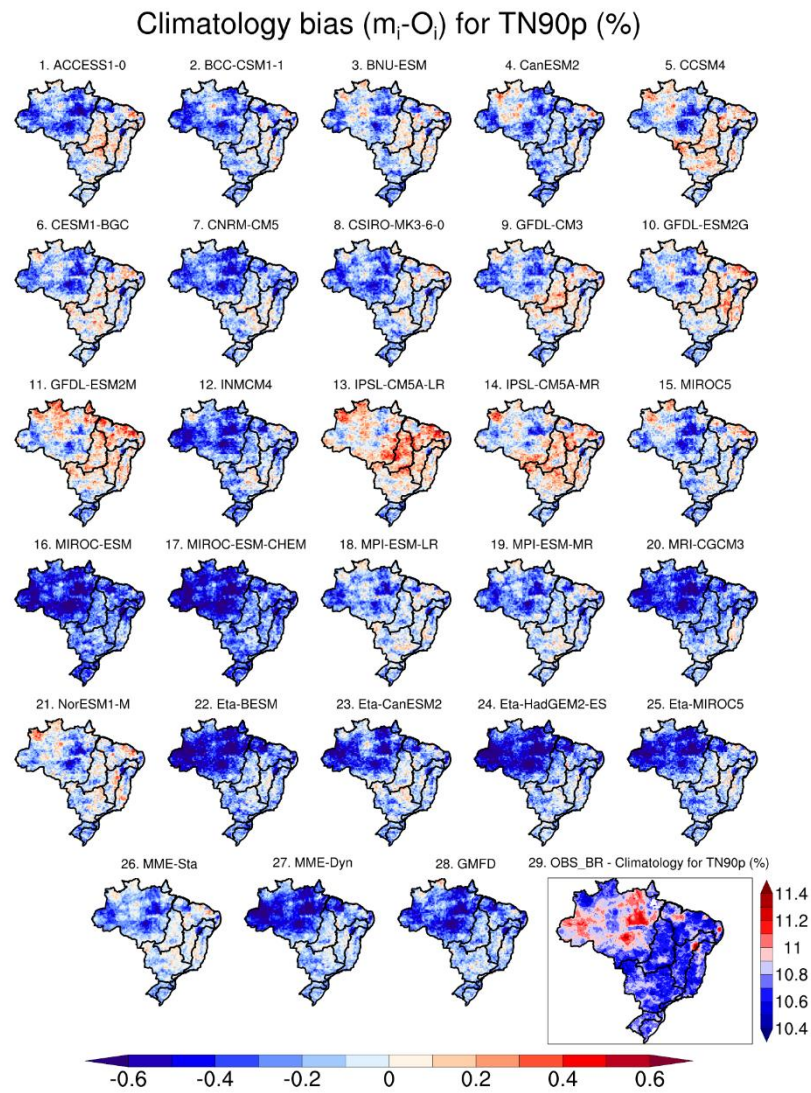 Climatology bias (mi-Oi) for TN90p (%)
1. ACCESS1-0 2. BCC-CSM1-1 3. BNU-ESM 4. CanESM2 5. CCSM4
6. CESM1-BGC 7. CNRM-CM5 8. CSIRO-MK3-6-0 9. GFDL-CM3 10. GFDL-ESM2G
11. GFDL-ESM2M 12. INMCM4 13. IPSL-CM5A-LR 14. IPSL-CM5A-MR 15. MIROC5
16. MIROC-ESM 17. MIROC-ESM-CHEM 18. MPI-ESM-LR 19. MPI-ESM-MR 20. MRI-CGCM3
21. NorESM1-M 22. Eta-BESM 23. Eta-CanESM2 24. Eta-HadGEM2-ES 25. Eta-MIROC5
26. MME-Sta 27. MME-Dyn 28. GMFD 29. OBS_BR - Climatology for TN90p (%)
11.4
11.2
11
10.8
10.6
10.4
-0.6 -0.4 -0.2 0 0.2 0.4 0.6